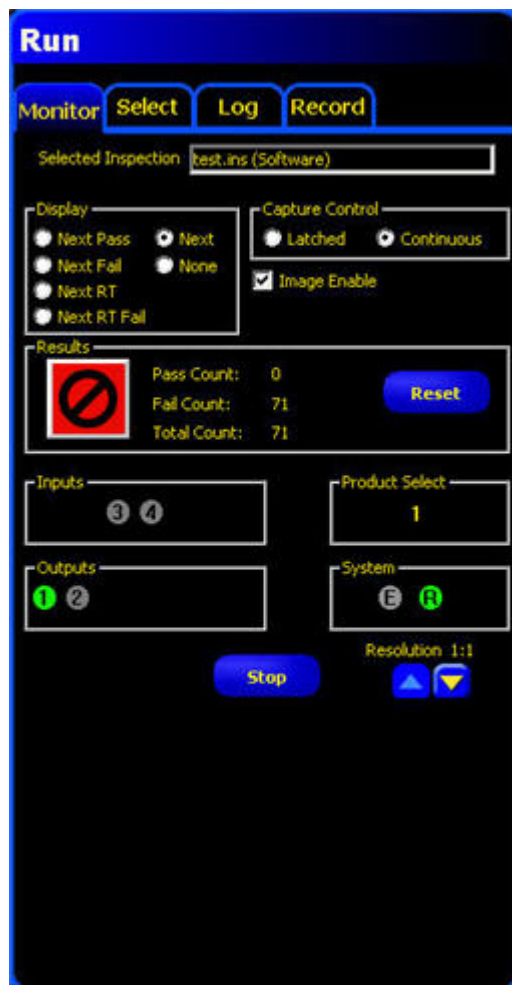 Run
Monitor Select Log Record
Selected Inspection test.ins (Software)
Display
Next Pass Next
Next Fail None
Next RT
Next RT Fail
Capture Control
Latched Continuous
Image Enable
Results
Pass Count: 0
Fail Count: 71
Total Count: 71
Reset
Inputs
3 4
Product Select
1
Outputs
1 2
System
E R
Stop
Resolution 1:1